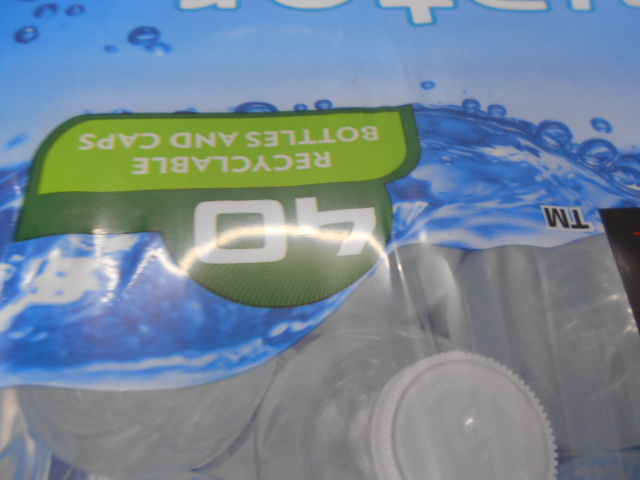 40
RECYCLABLE
BOTTLES AND CAPS
TM